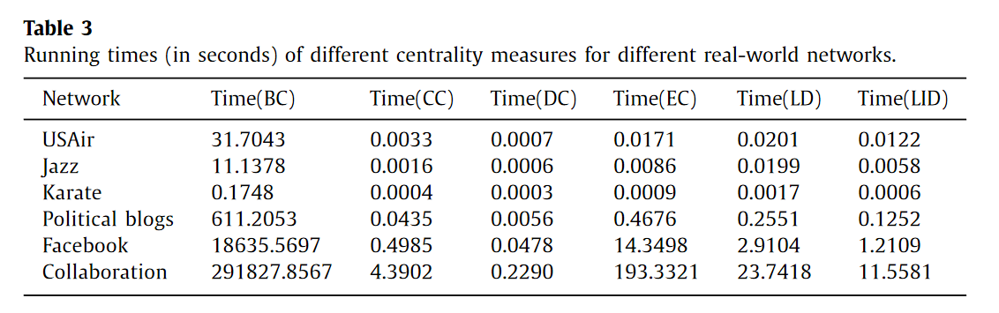 Table 3
Running times (in seconds) of different centrality measures for different real-world networks.
Network Time(BC) Time(CC) Time(DC) Time(EC) Time(LD) Time(LID)
USAir 31.7043 0.0033 0.0007 0.0171 0.0201 0.0122
Jazz 11.1378 0.0016 0.0006 0.0086 0.0199 0.0058
Karate 0.1748 0.0004 0.0003 0.0009 0.0017 0.0006
Political blogs 611.2053 0.0435 0.0056 0.4676 0.2551 0.1252
Facebook 18635.5697 0.4985 0.0478 14.3498 2.9104 1.2109
Collaboration 291827.8567 4.3902 0.2290 193.3321 23.7418 11.5581